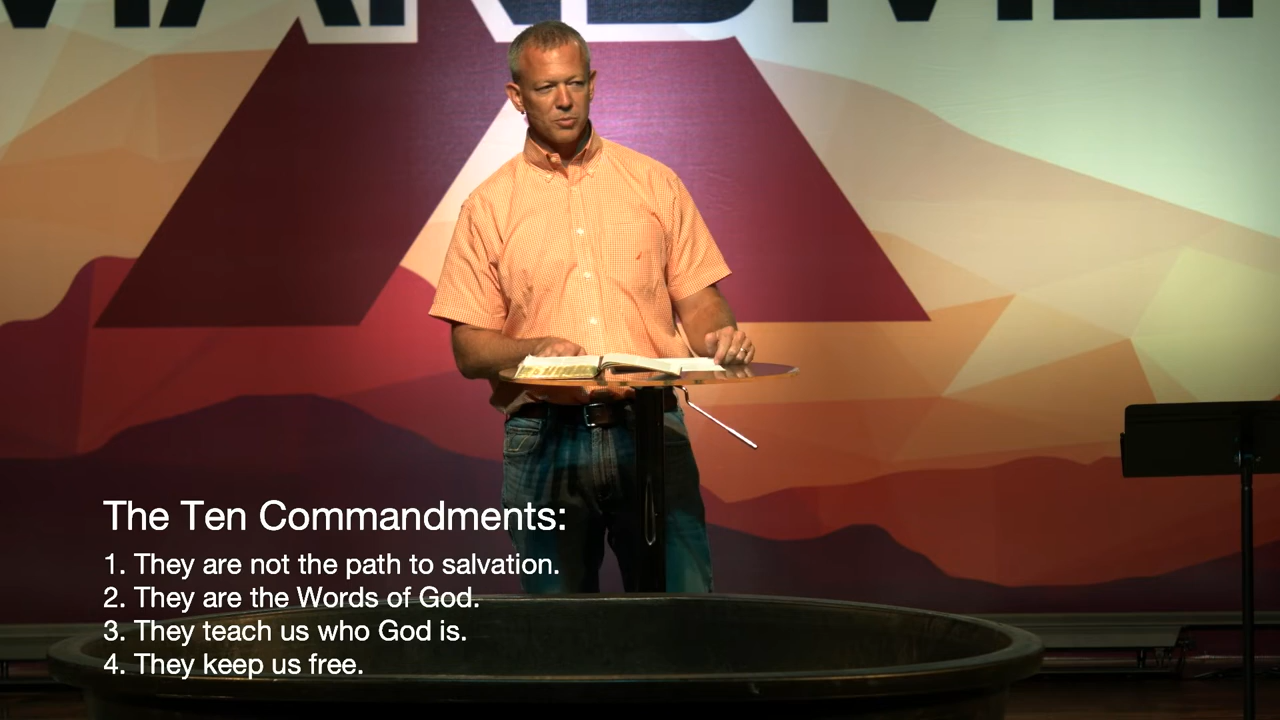 The Ten Commandments:
1. They are not the path to salvation.
2. They are the Words of God.
3. They teach us who God is.
4. They keep us free.